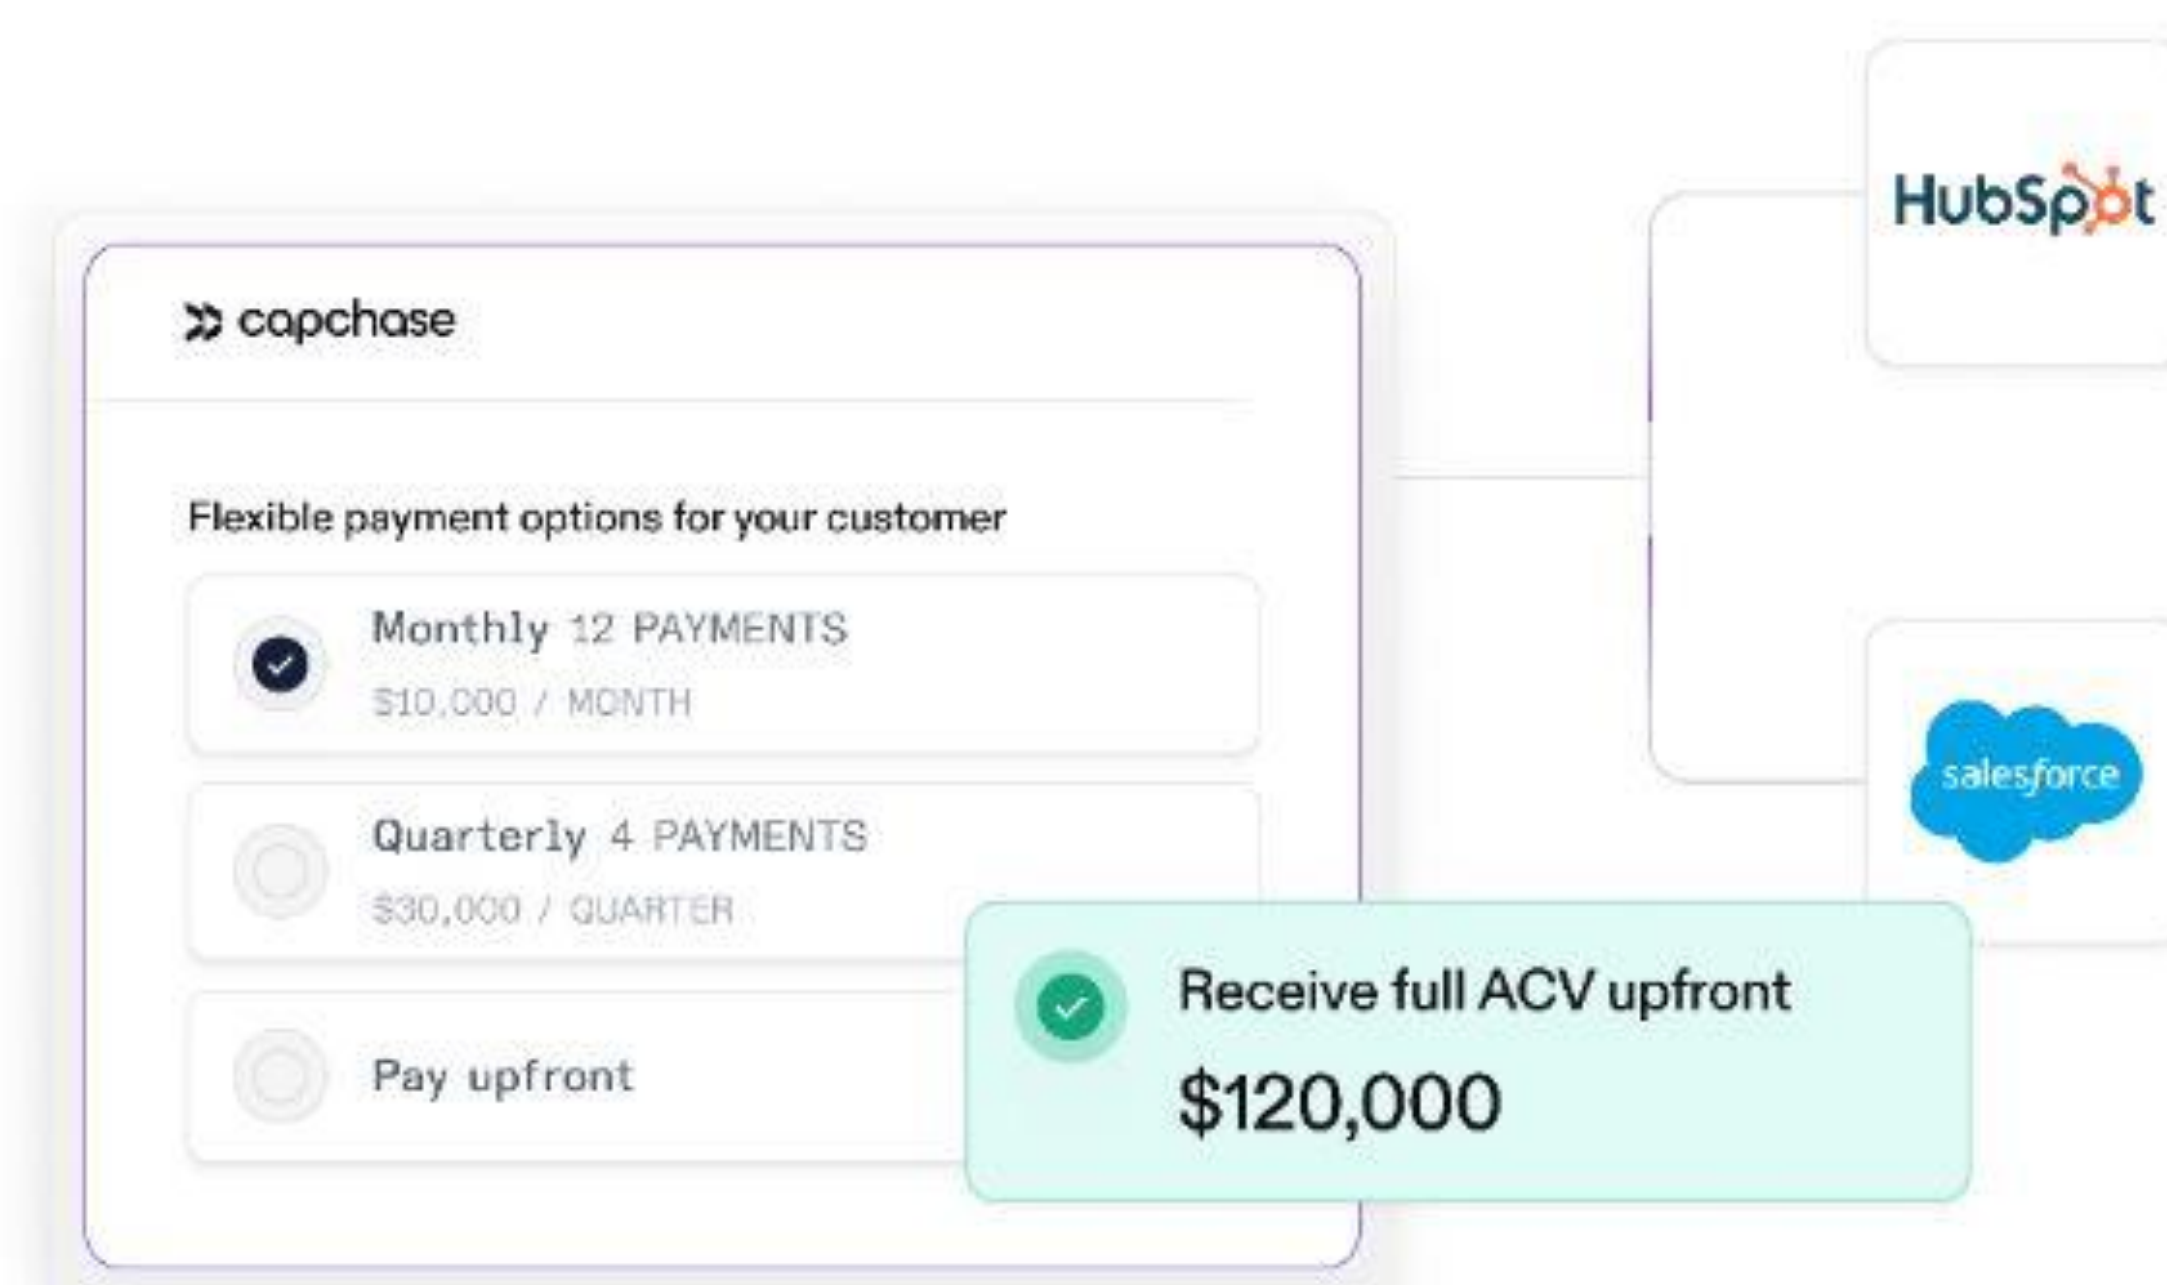 HubSpot
capchase
Flexible payment options for your customer
Monthly 12 PAYMENTS
$10,000 / MONTH
Quarterly 4 PAYMENTS
$30,000 / QUARTER
salesforce
Pay upfront
Receive full ACV upfront
$120,000